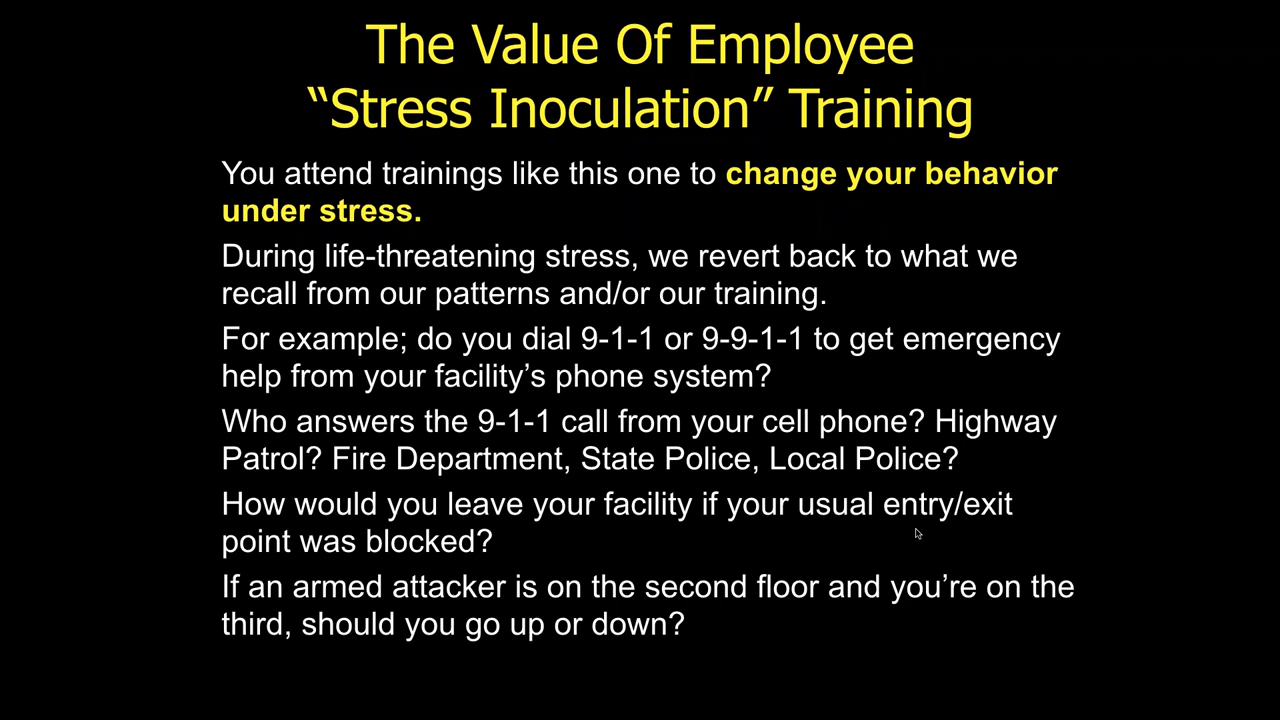 The Value Of Employee
“Stress Inoculation” Training
You attend trainings like this one to change your behavior
under stress.
During life-threatening stress, we revert back to what we
recall from our patterns and/or our training.
For example; do you dial 9-1-1 or 9-9-1-1 to get emergency
help from your facility’s phone system?
Who answers the 9-1-1 call from your cell phone? Highway
Patrol? Fire Department, State Police, Local Police?
How would you leave your facility if your usual entry/exit
point was blocked?
If an armed attacker is on the second floor and you’re on the
third, should you go up or down?